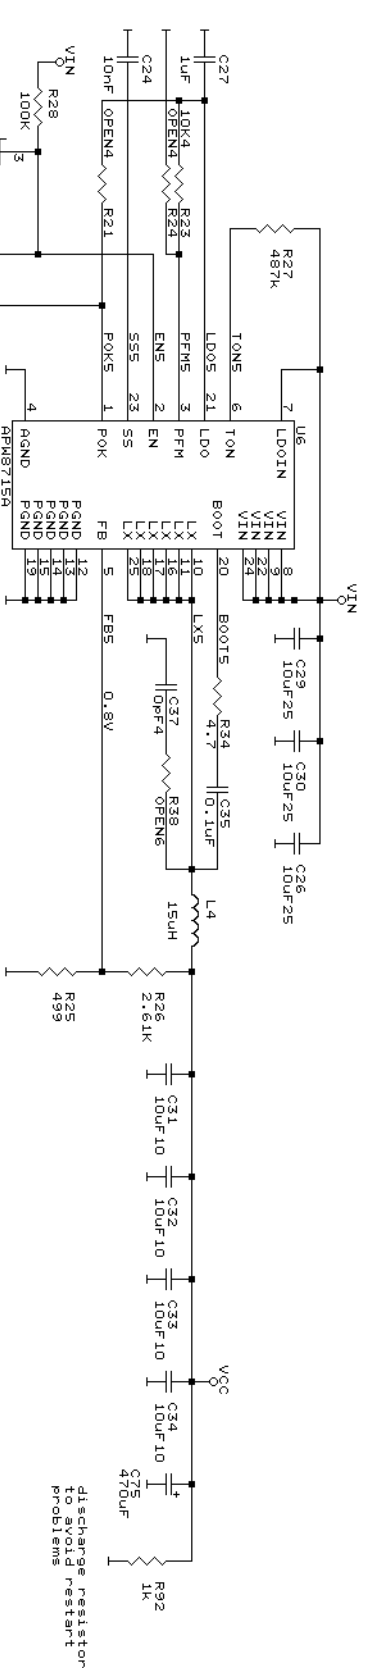 VIN
R28
100K
3
C24
10nF
C27
1uF
OPEN4
R21
OPEN4
10K4
R24
R23
R27
487k
POK5
SS5
EN5
PFM5
LDO5
TON5
4
1
23
2
3
21
6
7
U6
AGND
POK
SS
EN
PFM
LDO
TON
LDOIN
APW8715A
PGND
PGND
PGND
PGND
PGND
FB
LX
LX
LX
LX
LX
LX
BOOT
VIN
VIN
VIN
VIN
19
15
14
13
12
5
25
18
17
16
11
10
20
24
22
9
8
VIN
FB5
0.8V
LX5
BOOT5
C37
0pF4
R38
OPEN6
R34
4.7
C35
0.1uF
C29
10uF25
C30
10uF25
C26
10uF25
L4
15uH
R25
499
R26
2.61K
C31
10uF10
C32
10uF10
C33
10uF10
C34
10uF10
VCC
C75
470uF
+
R92
1k
discharge resistor
to avoid restart
problems